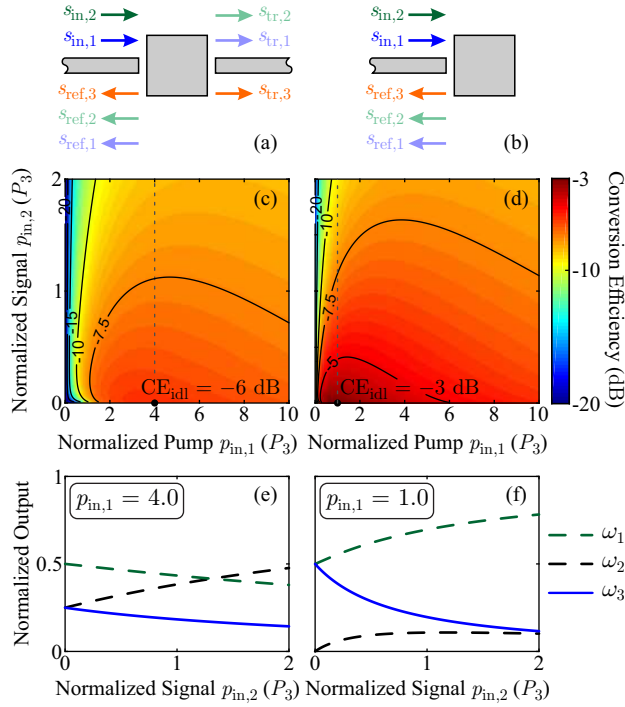 s_in,2 s_tr,2 s_in,2
s_in,1 s_tr,1 s_in,1
s_ref,3 s_tr,3 s_ref,3
s_ref,2 s_ref,2
s_ref,1 (a) s_ref,1 (b)
Normalized Signal p_in,2 (P_3)
2
1
0
-20
-15
-10
-10
-7.5
(c)
CE_idl = −6 dB
0 2 4 6 8 10
Normalized Pump p_in,1 (P_3)
-20
-10
-7.5
-5
(d)
CE_idl = −3 dB
0 2 4 6 8 10
Normalized Pump p_in,1 (P_3)
-3
-10
-20
Conversion Efficiency (dB)
Normalized Output
1
0.5
0
p_in,1 = 4.0
(e)
0 1 2
Normalized Signal p_in,2 (P_3)
p_in,1 = 1.0
(f)
0 1 2
Normalized Signal p_in,2 (P_3)
ω_1
ω_2
ω_3